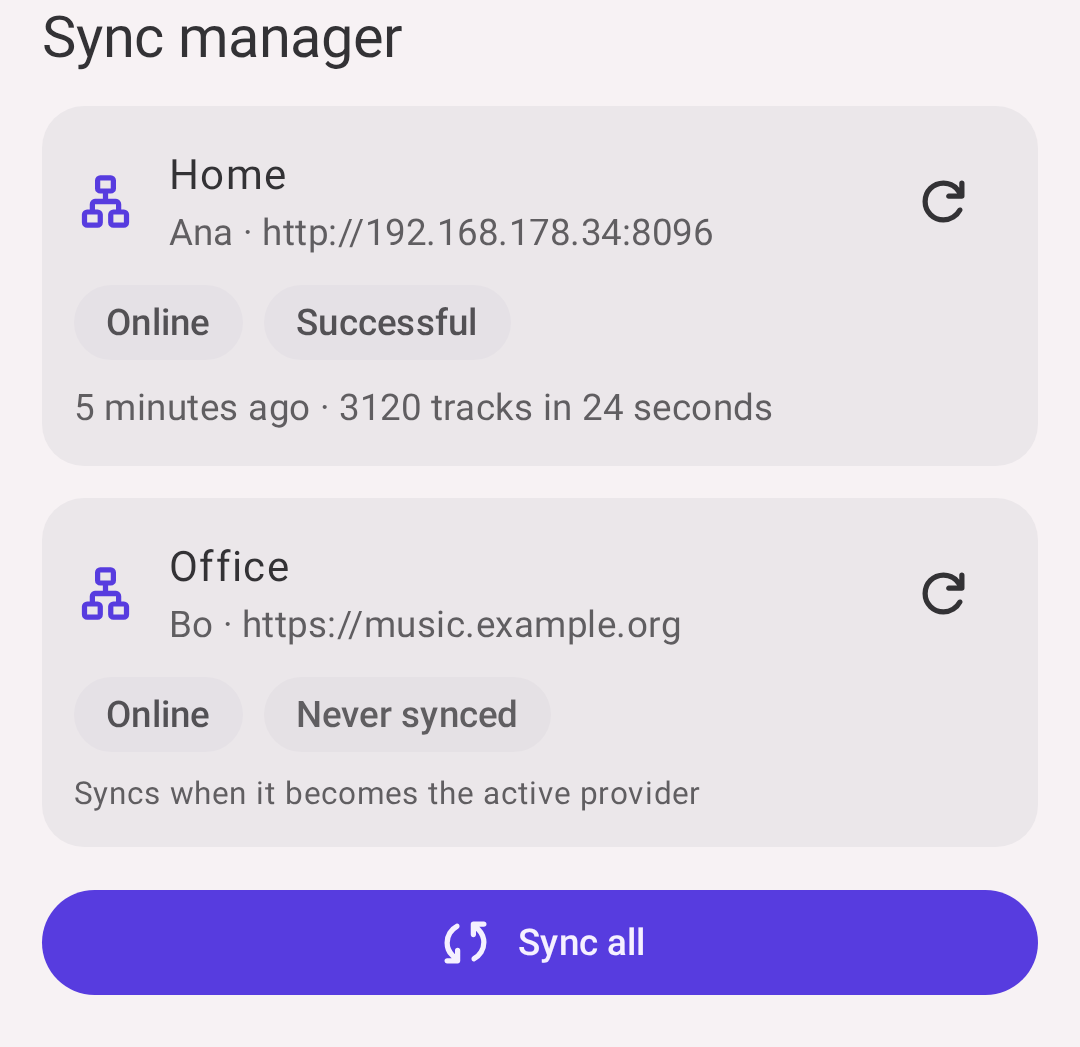 Sync manager
Home
Ana · http://192.168.178.34:8096
Online
Successful
5 minutes ago · 3120 tracks in 24 seconds
Office
Bo · https://music.example.org
Online
Never synced
Syncs when it becomes the active provider
Sync all